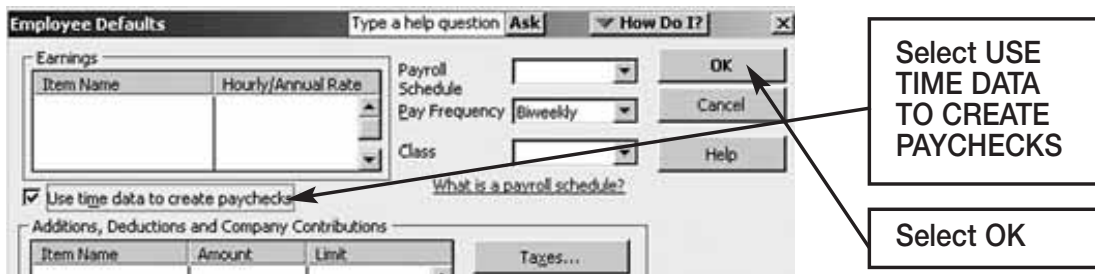 Employee Defaults Type a help question Ask How Do I? X
Earnings
Item Name Hourly/Annual Rate
Payroll Schedule
OK
Pay Frequency Biweekly
Cancel
Class
Help
Use time data to create paychecks
What is a payroll schedule?
Additions, Deductions and Company Contributions
Item Name Amount Limit
Taxes...
Select USE
TIME DATA
TO CREATE
PAYCHECKS
Select OK